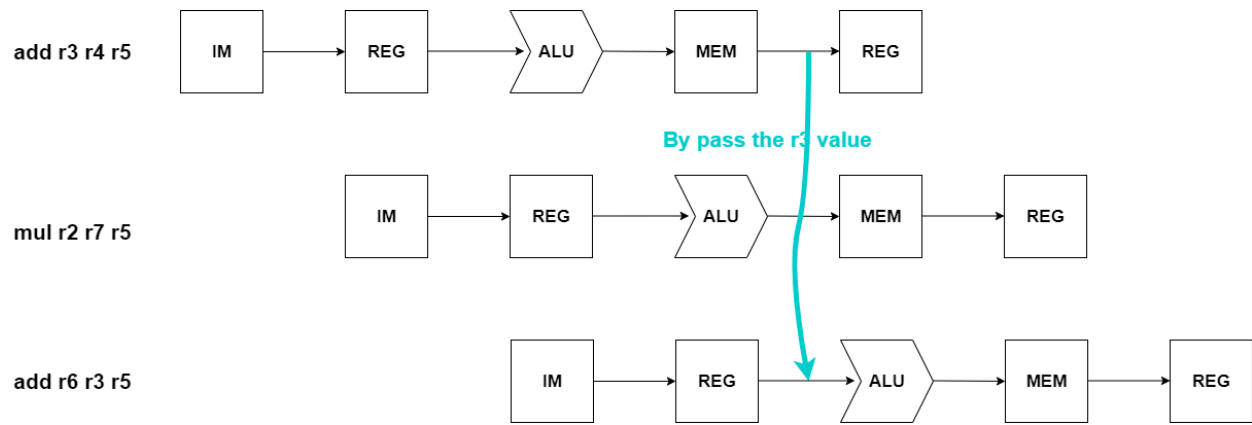 add r3 r4 r5 IM REG ALU MEM REG
By pass the r3 value
mul r2 r7 r5 IM REG ALU MEM REG
add r6 r3 r5 IM REG ALU MEM REG